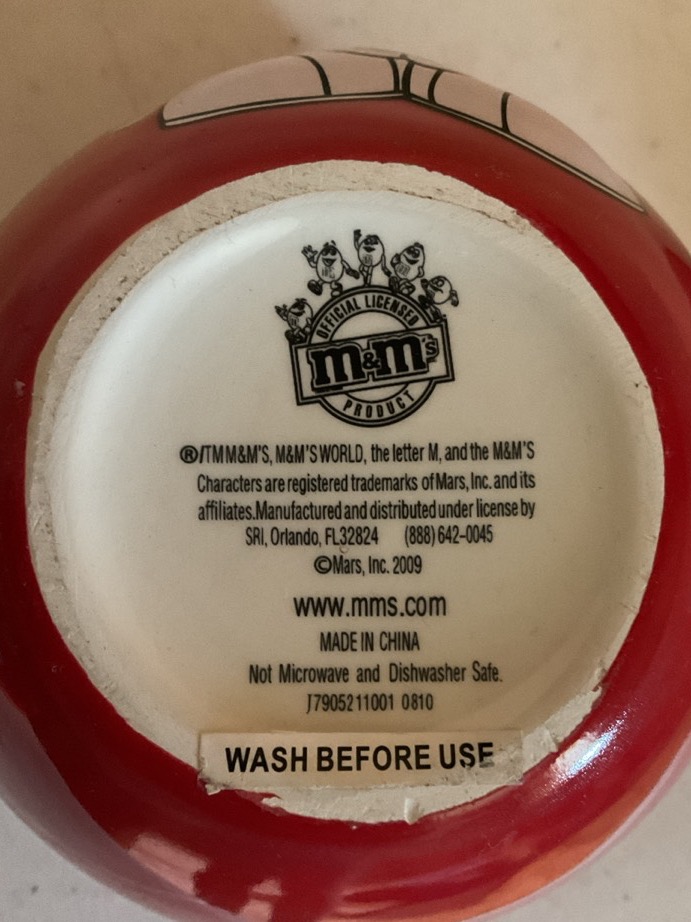 OFFICIAL LICENSED
m&m's
PRODUCT
®/TM M&M'S, M&M'S WORLD, the letter M, and the M&M'S
Characters are registered trademarks of Mars, Inc. and its
affiliates.Manufactured and distributed under license by
SRI, Orlando, FL32824 (888) 642-0045
©Mars, Inc. 2009
www.mms.com
MADE IN CHINA
Not Microwave and Dishwasher Safe.
J7905211001 0810
WASH BEFORE USE